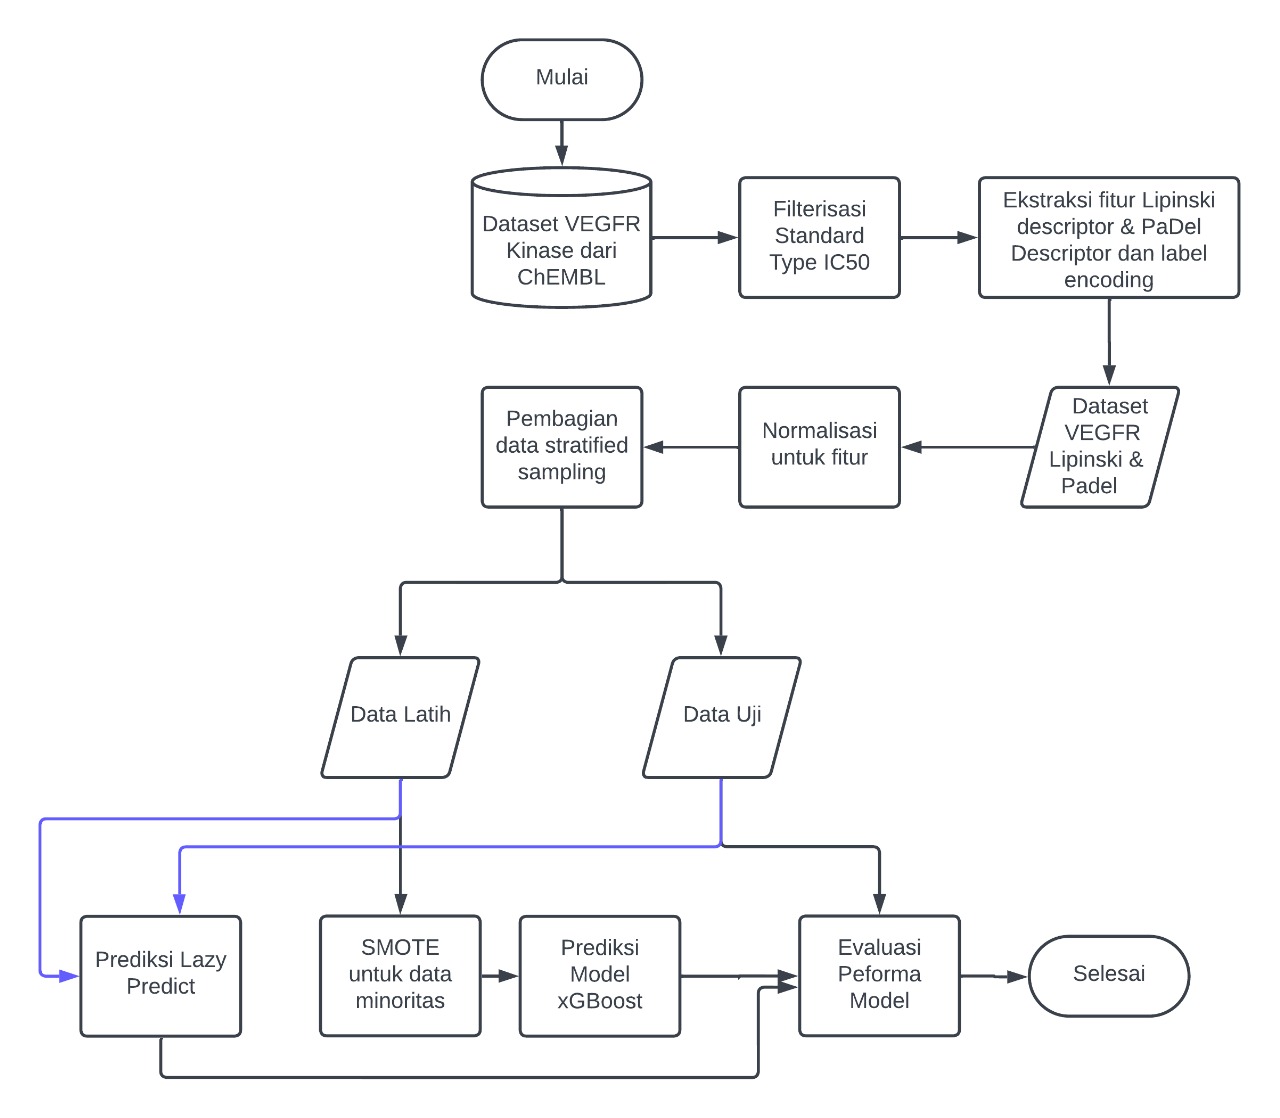 Mulai
Dataset VEGFR
Kinase dari
ChEMBL
Filterisasi
Standard
Type IC50
Ekstraksi fitur Lipinski
descriptor & PaDel
Descriptor dan label
encoding
Dataset
VEGFR
Lipinski &
Padel
Normalisasi
untuk fitur
Pembagian
data stratified
sampling
Data Latih
Data Uji
Prediksi Lazy
Predict
SMOTE
untuk data
minoritas
Prediksi
Model
xGBoost
Evaluasi
Peforma
Model
Selesai